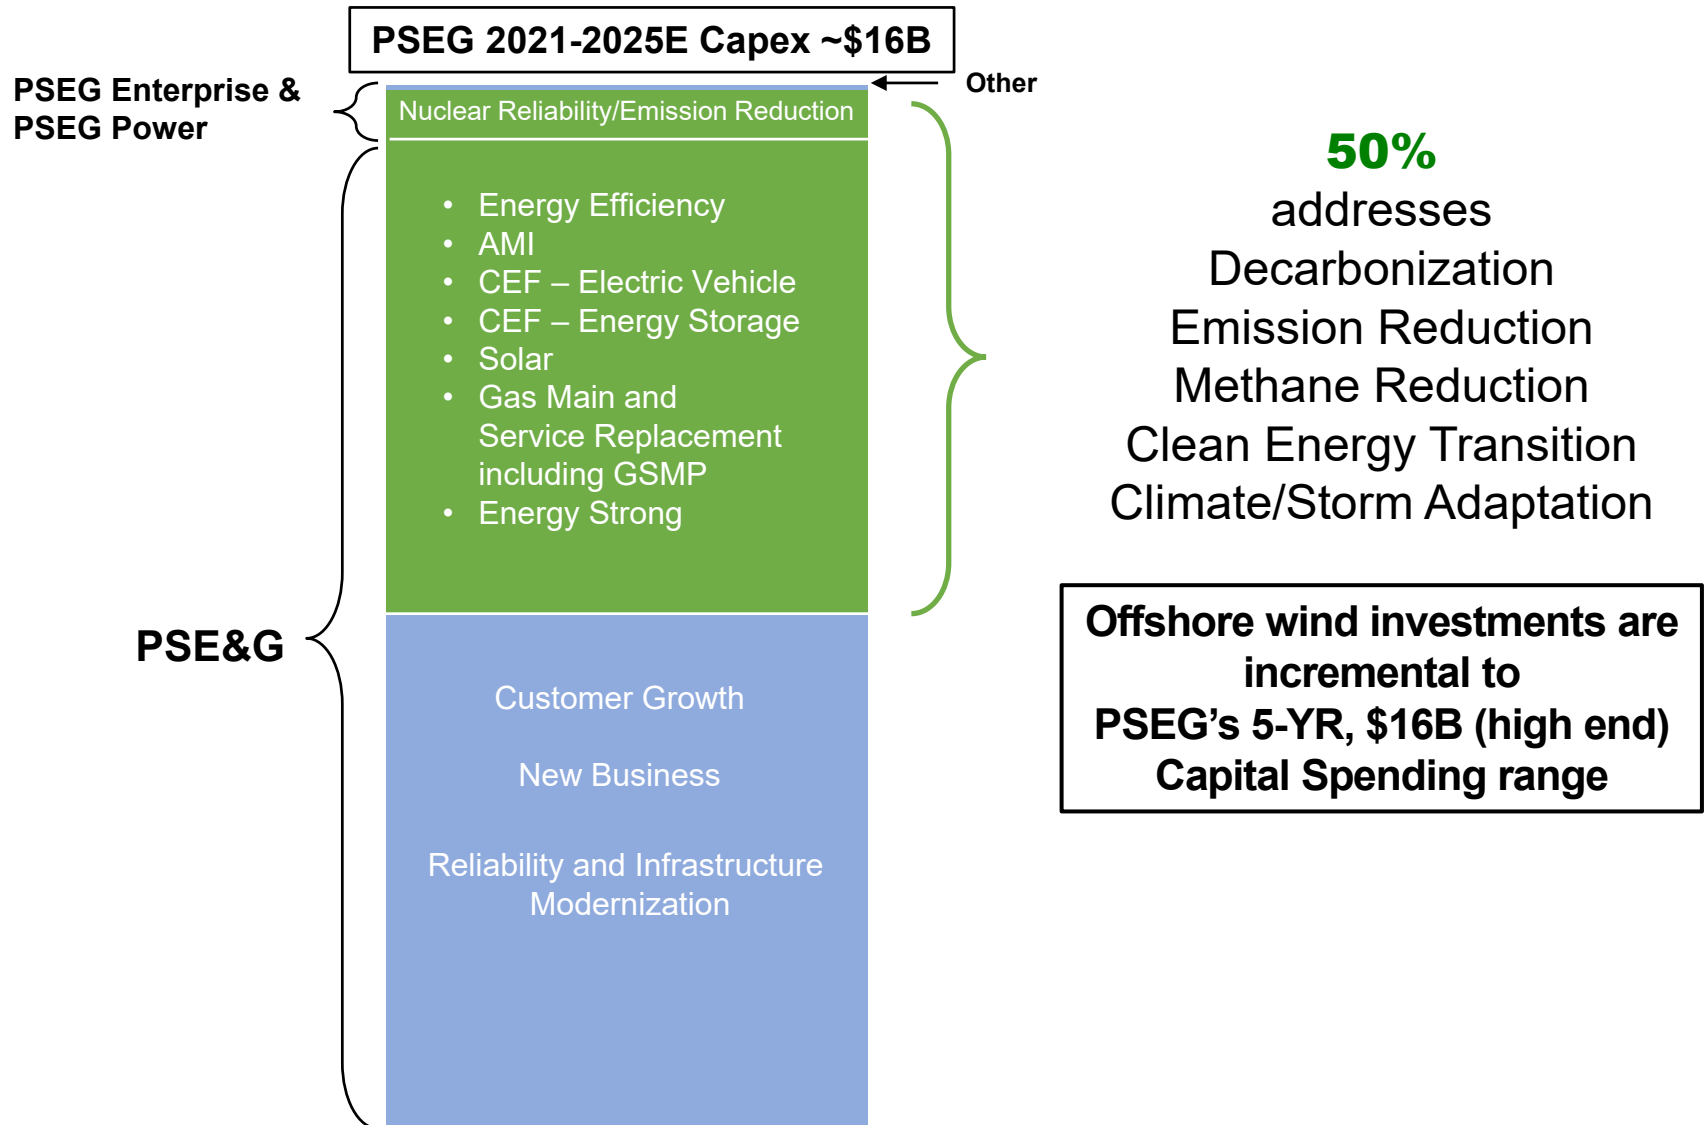 PSEG 2021-2025E Capex ~$16B
Other
PSEG Enterprise &
PSEG Power
Nuclear Reliability/Emission Reduction
• Energy Efficiency
• AMI
• CEF – Electric Vehicle
• CEF – Energy Storage
• Solar
• Gas Main and
Service Replacement
including GSMP
• Energy Strong
PSE&G
Customer Growth
New Business
Reliability and Infrastructure
Modernization
50%
addresses
Decarbonization
Emission Reduction
Methane Reduction
Clean Energy Transition
Climate/Storm Adaptation
Offshore wind investments are
incremental to
PSEG’s 5-YR, $16B (high end)
Capital Spending range